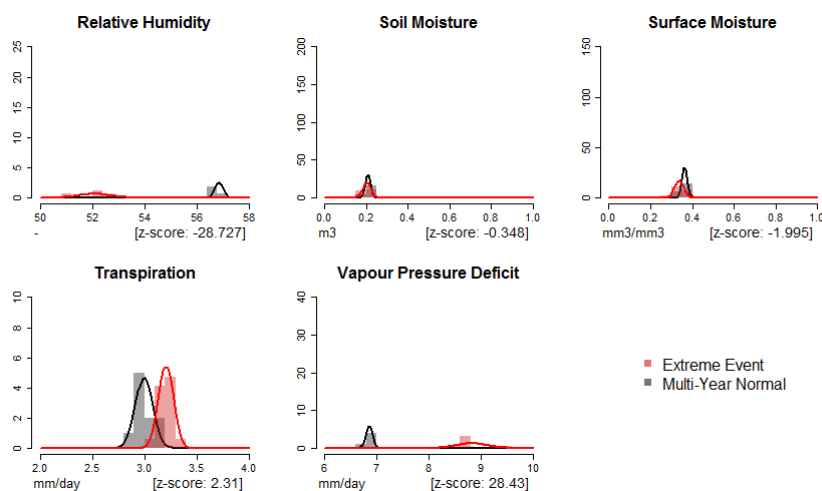 Relative Humidity
25
20
15
10
5
0
50 52 54 56 58
- [z-score: -28.727]
Soil Moisture
200
150
100
50
0
0.0 0.2 0.4 0.6 0.8 1.0
m3 [z-score: -0.348]
Surface Moisture
150
100
50
0
0.0 0.2 0.4 0.6 0.8 1.0
mm3/mm3 [z-score: -1.995]
Transpiration
10
8
6
4
2
0
2.0 2.5 3.0 3.5 4.0
mm/day [z-score: 2.31]
Vapour Pressure Deficit
40
30
20
10
0
6 7 8 9 10
mm/day [z-score: 28.43]
Extreme Event
Multi-Year Normal